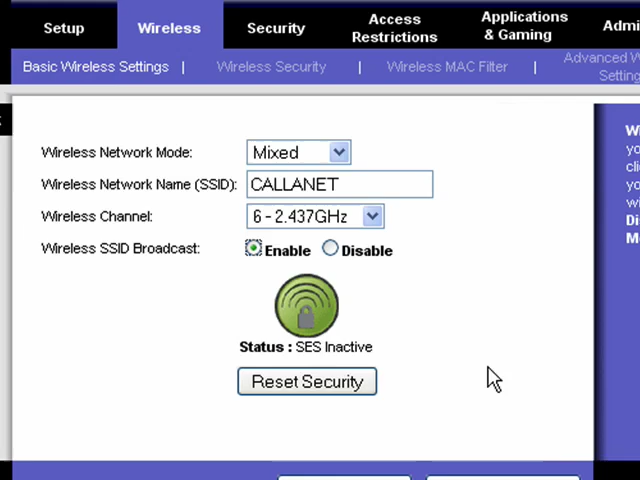 Setup
Wireless
Security
Access
Restrictions
Applications
& Gaming
Basic Wireless Settings |
Wireless Security |
Wireless MAC Filter |
Advanced
Wireless Network Mode: Mixed
Wireless Network Name (SSID): CALLANET
Wireless Channel: 6 - 2.437GHz
Wireless SSID Broadcast: Enable Disable
Status : SES Inactive
Reset Security